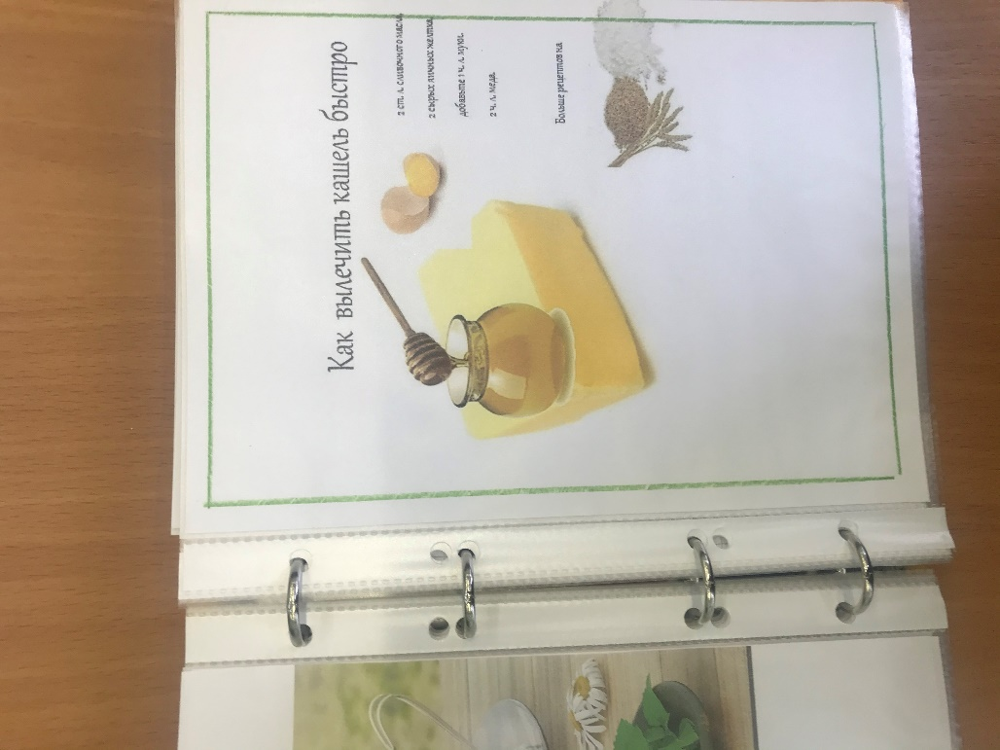 Как вылечить кашель быстро
2 ст. л. сливочного масла,
2 сырых яичных желтка,
добавьте 1 ч. л. муки,
2 ч. л. меда
Больше рецептов на